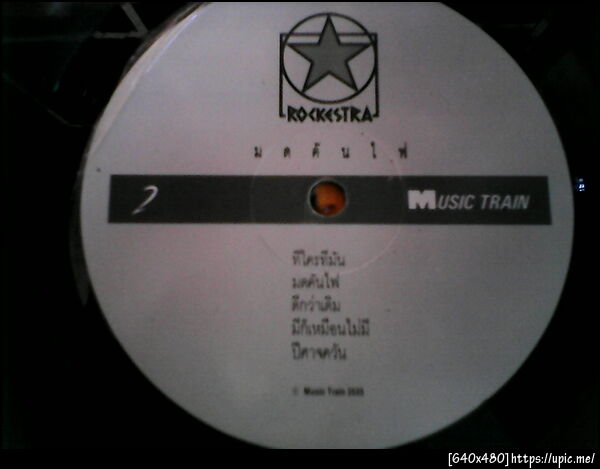 ROCKESTRA
ม ด คั น ไ ฟ
2
MUSIC TRAIN
ทีใครทีมัน
มดคันไฟ
ดีกว่าเดิม
มีก็เหมือนไม่มี
ปีศาจควัน
© Music Train
[640x480]https://upic.me/